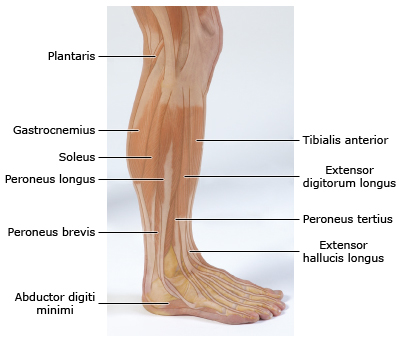 Plantaris
Gastrocnemius
Soleus
Peroneus longus
Peroneus brevis
Abductor digiti
minimi
Tibialis anterior
Extensor
digitorum longus
Peroneus tertius
Extensor
hallucis longus